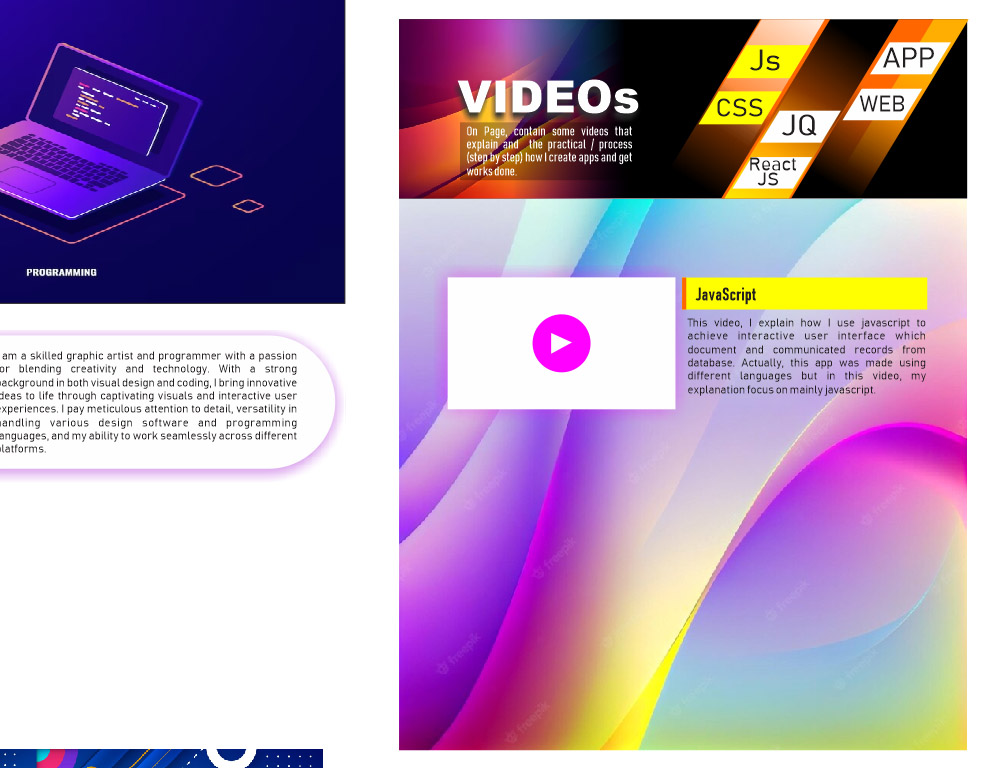 PROGRAMMING
am a skilled graphic artist and programmer with a passion
or blending creativity and technology. With a strong
background in both visual design and coding, I bring innovative
deas to life through captivating visuals and interactive user
experiences. I pay meticulous attention to detail, versatility in
handling various design software and programming
anguages, and my ability to work seamlessly across different
platforms.
VIDEOs
On Page, contain some videos that
explain and the practical / process
(step by step) how I create apps and get
works done.
Js
CSS
JQ
React
JS
APP
WEB
JavaScript
This video, I explain how I use javascript to
achieve interactive user interface which
document and communicated records from
database. Actually, this app was made using
different languages but in this video, my
explanation focus on mainly javascript.
freepik
freepik
freepik